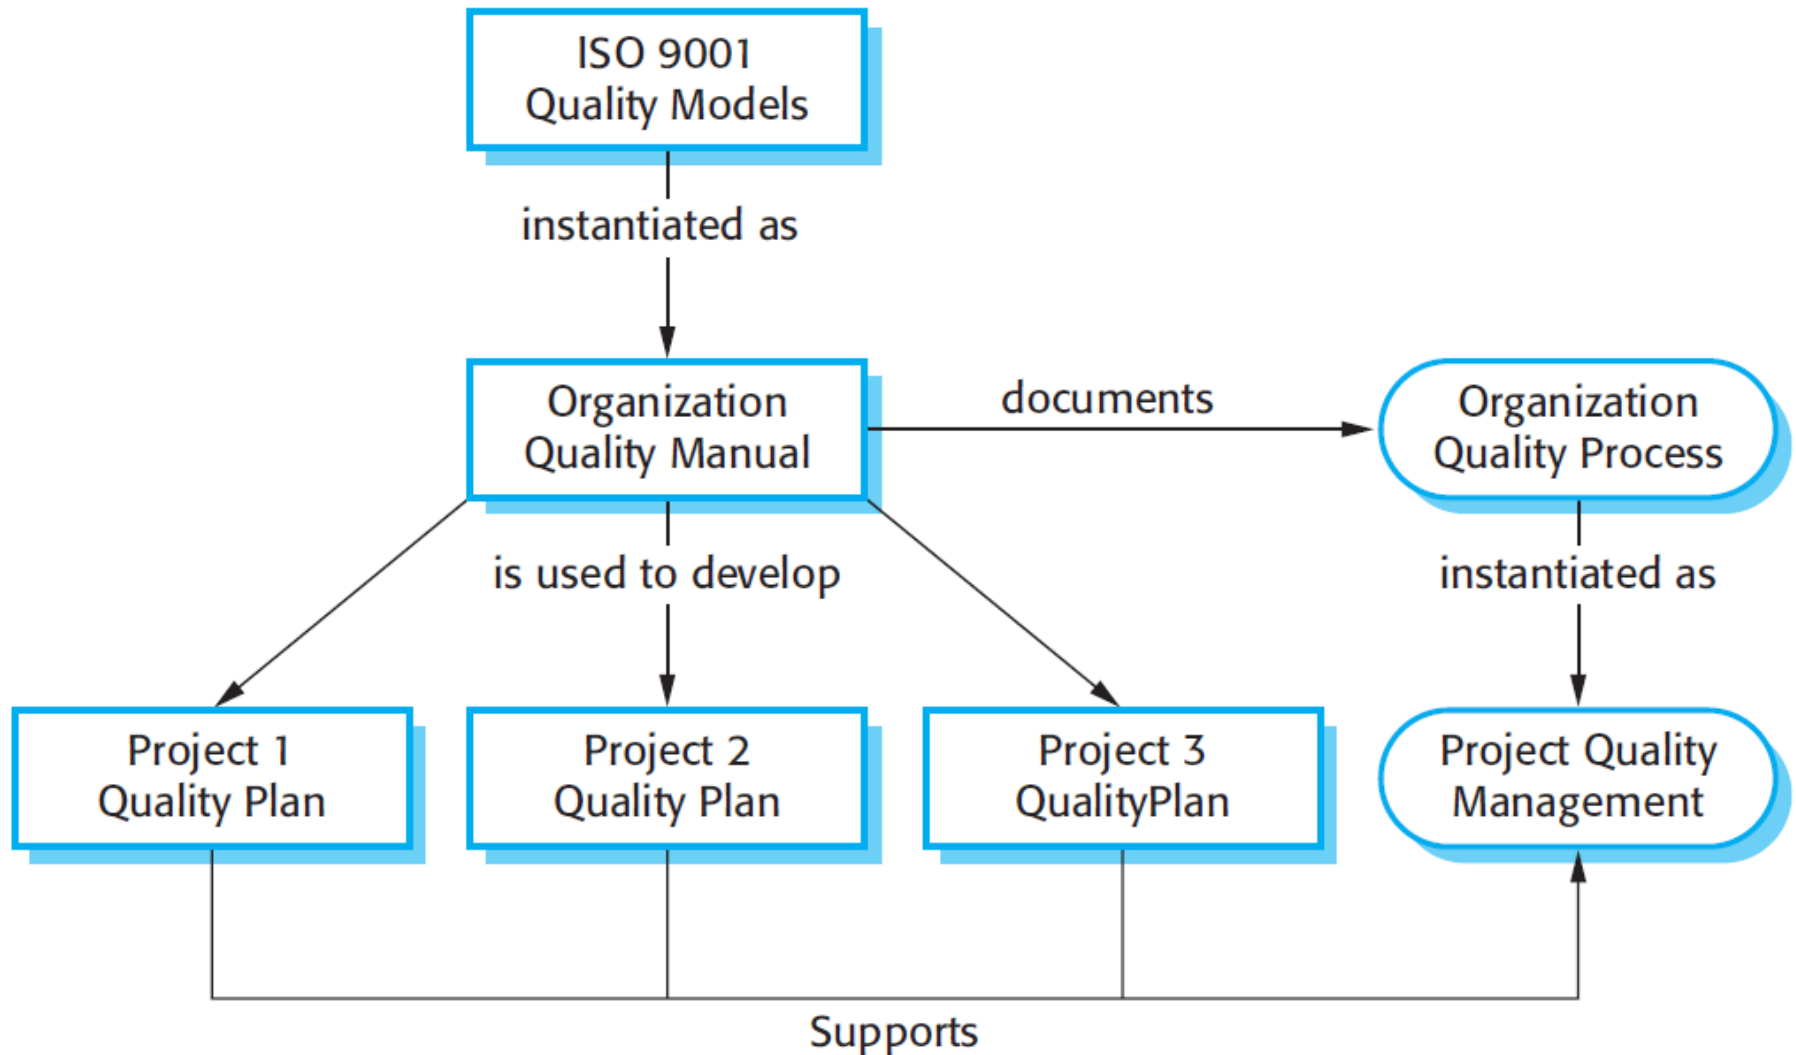 ISO 9001
Quality Models
instantiated as
Organization
Quality Manual
documents
Organization
Quality Process
is used to develop
instantiated as
Project 1
Quality Plan
Project 2
Quality Plan
Project 3
QualityPlan
Project Quality
Management
Supports